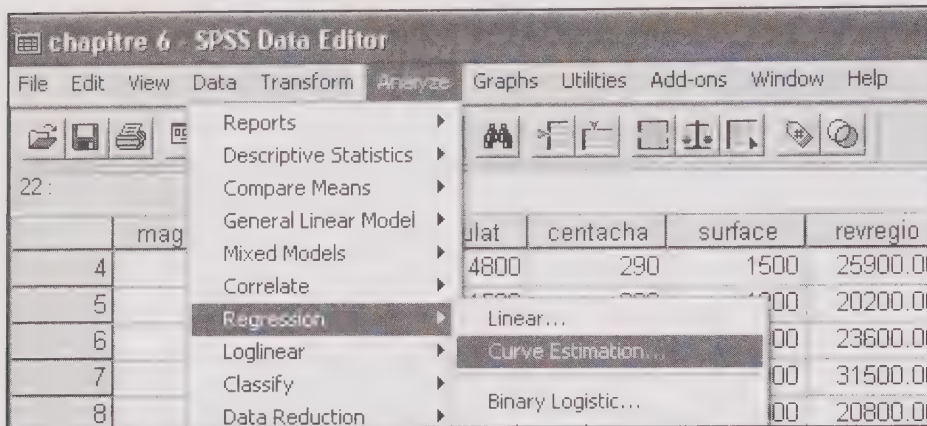 chapitre 6 - SPSS Data Editor
File Edit View Data Transform Analyze Graphs Utilities Add-ons Window Help
Reports
Descriptive Statistics
22 :
Compare Means
General Linear Model
mag ulat centacha surface revregio
Mixed Models
4 4800 290 1500 25900.00
Correlate
5 20200.00
Regression Linear...
6 00 23600.00
Loglinear Curve Estimation...
7 00 31500.00
Classify
Binary Logistic...
8 00 20800.00
Data Reduction